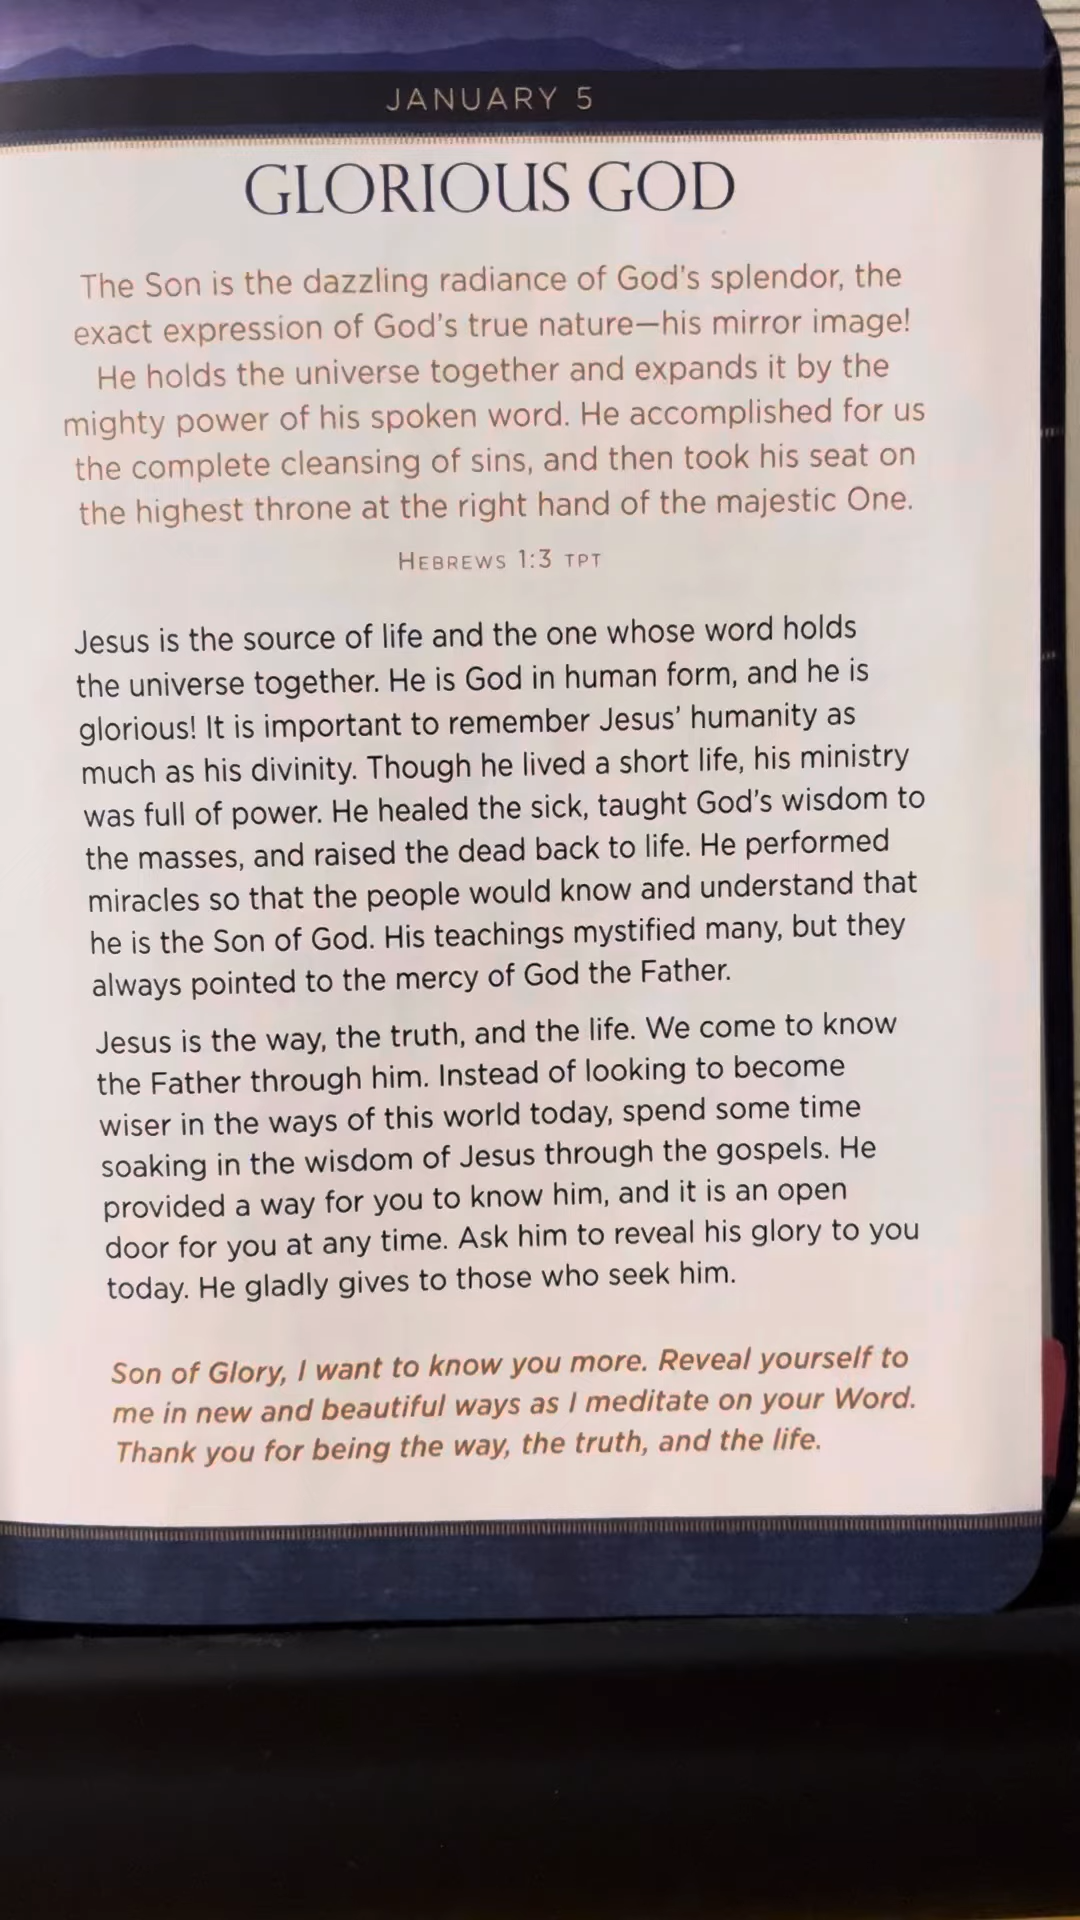 JANUARY 5
GLORIOUS GOD
The Son is the dazzling radiance of God's splendor, the
exact expression of God's true nature—his mirror image!
He holds the universe together and expands it by the
mighty power of his spoken word. He accomplished for us
the complete cleansing of sins, and then took his seat on
the highest throne at the right hand of the majestic One.
HEBREWS 1:3 TPT
Jesus is the source of life and the one whose word holds
the universe together. He is God in human form, and he is
glorious! It is important to remember Jesus' humanity as
much as his divinity. Though he lived a short life, his ministry
was full of power. He healed the sick, taught God's wisdom to
the masses, and raised the dead back to life. He performed
miracles so that the people would know and understand that
he is the Son of God. His teachings mystified many, but they
always pointed to the mercy of God the Father.
Jesus is the way, the truth, and the life. We come to know
the Father through him. Instead of looking to become
wiser in the ways of this world today, spend some time
soaking in the wisdom of Jesus through the gospels. He
provided a way for you to know him, and it is an open
door for you at any time. Ask him to reveal his glory to you
today. He gladly gives to those who seek him.
Son of Glory, I want to know you more. Reveal yourself to
me in new and beautiful ways as I meditate on your Word.
Thank you for being the way, the truth, and the life.